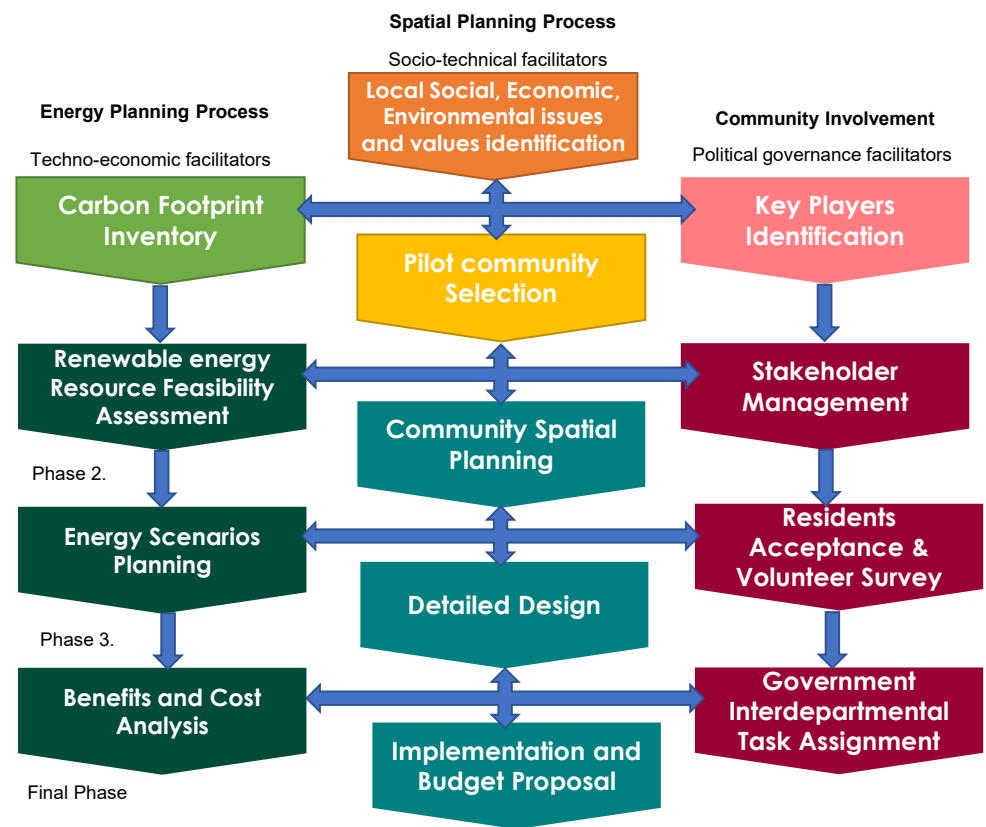 Spatial Planning Process
Socio-technical facilitators
Local Social, Economic,
Environmental issues
and values identification
Energy Planning Process
Techno-economic facilitators
Community Involvement
Political governance facilitators
Carbon Footprint
Inventory
Key Players
Identification
Pilot community
Selection
Renewable energy
Resource Feasibility
Assessment
Stakeholder
Management
Community Spatial
Planning
Phase 2.
Energy Scenarios
Planning
Residents
Acceptance &
Volunteer Survey
Detailed Design
Phase 3.
Benefits and Cost
Analysis
Government
Interdepartmental
Task Assignment
Implementation and
Budget Proposal
Final Phase